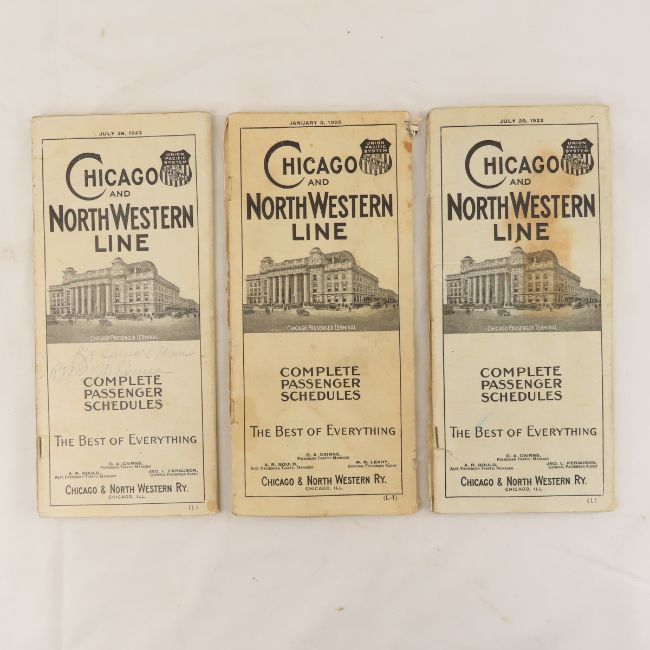 JULY 29, 1923
UNION
PACIFIC
SYSTEM
CHICAGO
AND
NORTH WESTERN
LINE
CHICAGO PASSENGER TERMINAL
COMPLETE
PASSENGER
SCHEDULES
THE BEST OF EVERYTHING
C. A. CAIRNS,
PASSENGER TRAFFIC MANAGER
A. R. GOULD,
ASST. PASSENGER TRAFFIC MANAGER
JNO. L. FERGUSON,
GENERAL PASSENGER AGENT
CHICAGO & NORTH WESTERN RY.
CHICAGO, ILL.
(L)
JANUARY 3, 1925
UNION
PACIFIC
SYSTEM
CHICAGO
AND
NORTH WESTERN
LINE
CHICAGO PASSENGER TERMINAL
COMPLETE
PASSENGER
SCHEDULES
THE BEST OF EVERYTHING
C. A. CAIRNS,
PASSENGER TRAFFIC MANAGER
A. R. GOULD,
ASST. PASSENGER TRAFFIC MANAGER
GENERAL PASSENGER AGENT
CHICAGO & NORTH WESTERN RY.
CHICAGO, ILL.
(L-1)
JULY 29, 1923
UNION
PACIFIC
SYSTEM
CHICAGO
AND
NORTH WESTERN
LINE
CHICAGO PASSENGER TERMINAL
COMPLETE
PASSENGER
SCHEDULES
THE BEST OF EVERYTHING
C. A. CAIRNS,
PASSENGER TRAFFIC MANAGER
A. R. GOULD,
ASST. PASSENGER TRAFFIC MANAGER
JNO. L. FERGUSON,
GENERAL PASSENGER AGENT
CHICAGO & NORTH WESTERN RY.
CHICAGO, ILL.
(L)